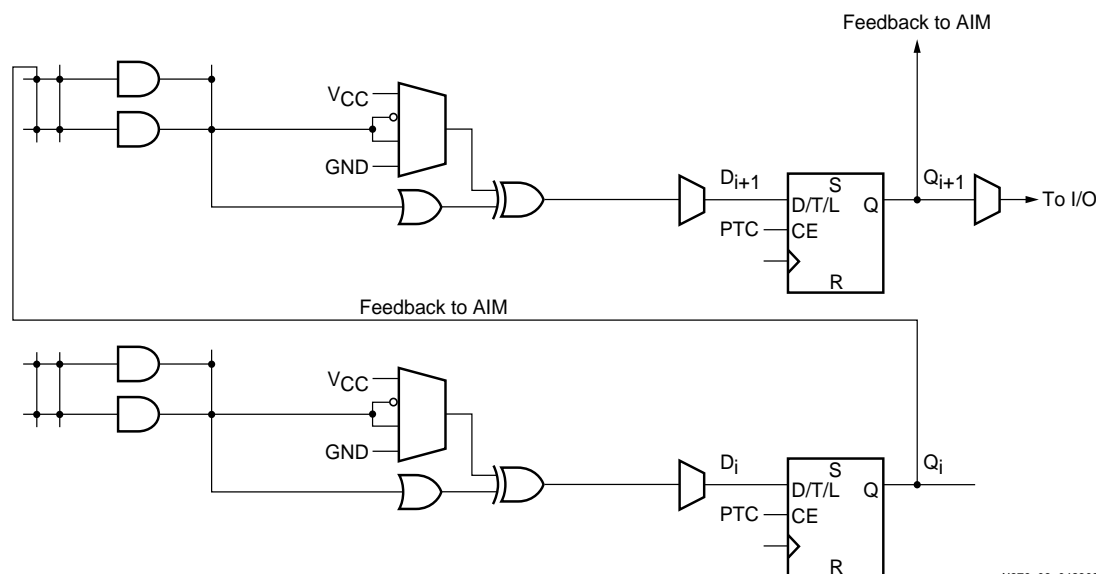 Feedback to AIM
VCC
GND
Di+1
S
D/T/L Q
PTC CE
R
Qi+1
To I/O
Feedback to AIM
VCC
GND
Di
S
D/T/L Q
PTC CE
R
Qi